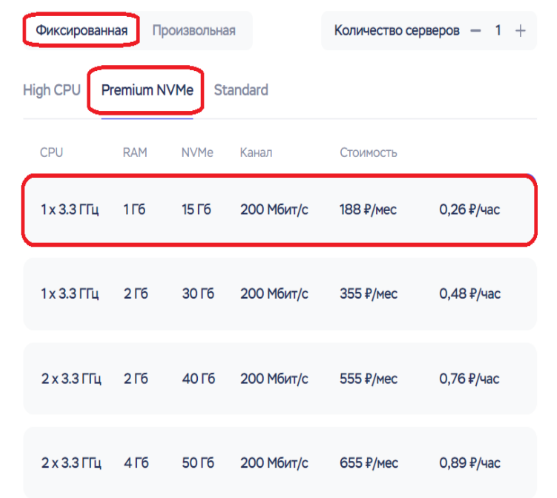 Фиксированная Произвольная Количество серверов − 1 +
High CPU Premium NVMe Standard
CPU RAM NVMe Канал Стоимость
1 x 3.3 ГГц 1 Гб 15 Гб 200 Мбит/с 188 ₽/мес 0,26 ₽/час
1 x 3.3 ГГц 2 Гб 30 Гб 200 Мбит/с 355 ₽/мес 0,48 ₽/час
2 x 3.3 ГГц 2 Гб 40 Гб 200 Мбит/с 555 ₽/мес 0,76 ₽/час
2 x 3.3 ГГц 4 Гб 50 Гб 200 Мбит/с 655 ₽/мес 0,89 ₽/час